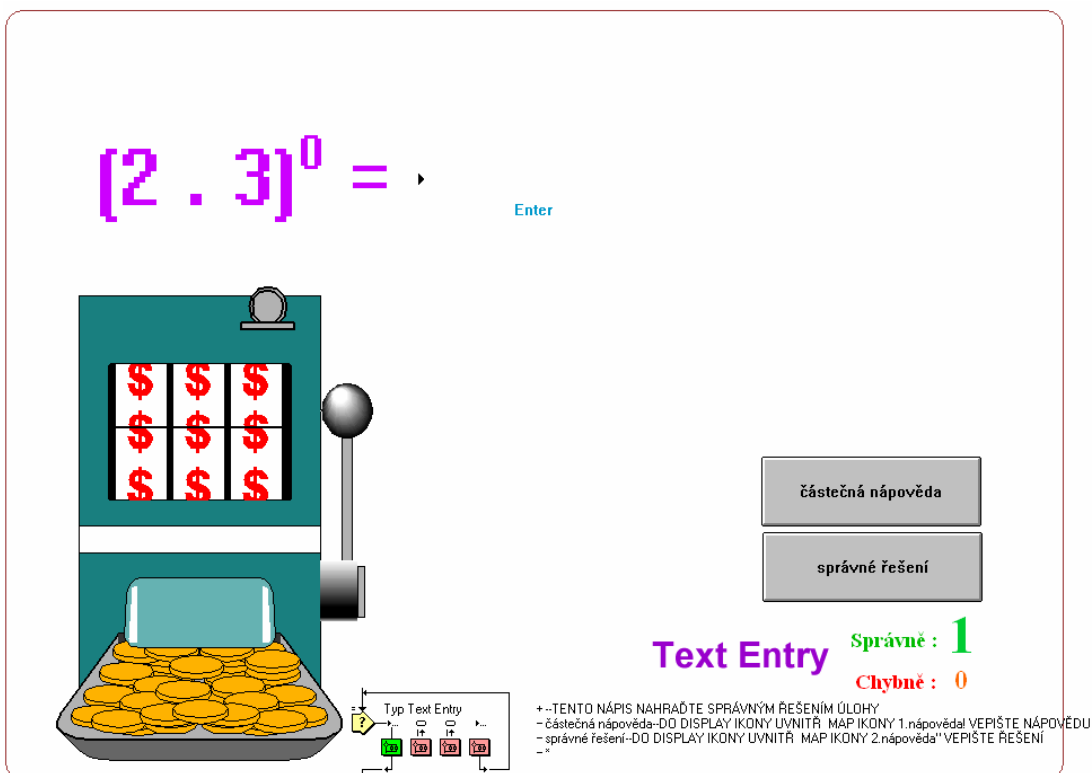 (2 . 3)⁰ =
Enter
$ $ $
$ $ $
$ $ $
částečná nápověda
správné řešení
Text Entry
Správně : 1
Chybně : 0
= ? Typ Text Entry
+ --TENTO NÁPIS NAHRAĎTE SPRÁVNÝM ŘEŠENÍM ÚLOHY
– částečná nápověda--DO DISPLAY IKONY UVNITŘ MAP IKONY 1.nápověda! VEPIŠTE NÁPOVĚDU
– správné řešení--DO DISPLAY IKONY UVNITŘ MAP IKONY 2.nápověda" VEPIŠTE ŘEŠENÍ
– *